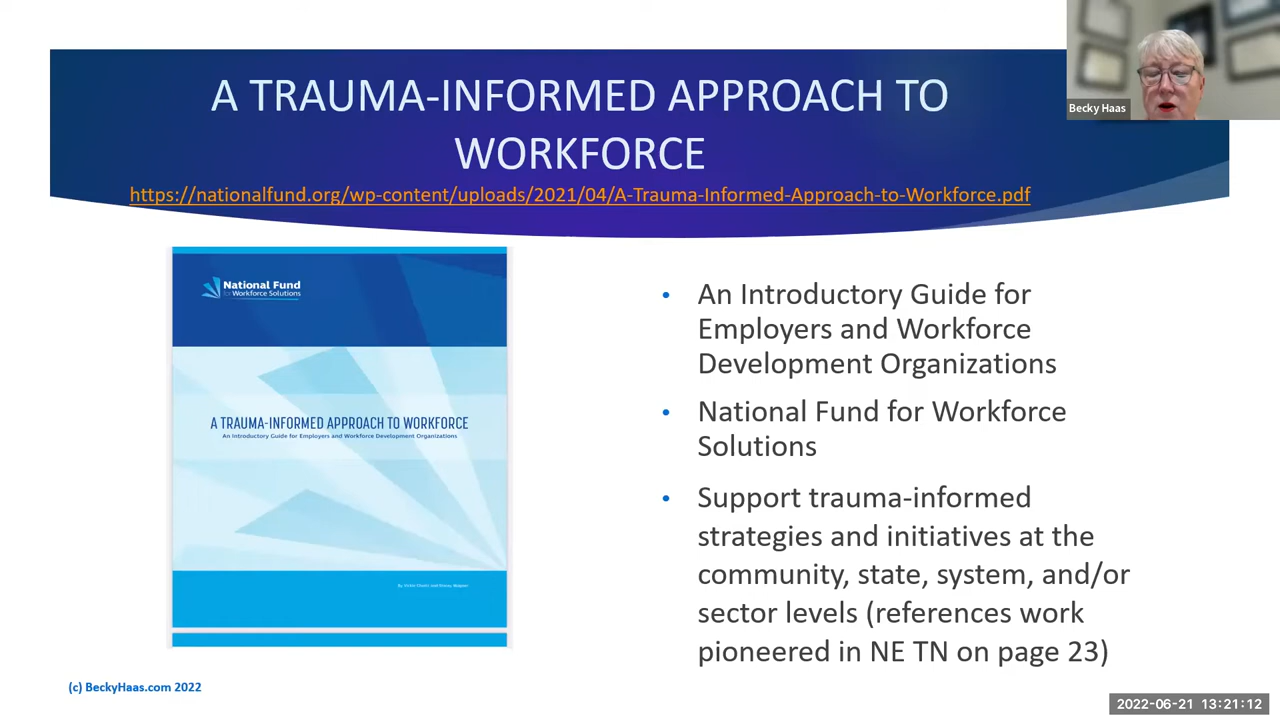 A TRAUMA-INFORMED APPROACH TO
WORKFORCE
https://nationalfund.org/wp-content/uploads/2021/04/A-Trauma-Informed-Approach-to-Workforce.pdf
Becky Haas
National Fund
for Workforce Solutions
A TRAUMA-INFORMED APPROACH TO WORKFORCE
An Introductory Guide for Employers and Workforce Development Organizations
• An Introductory Guide for
Employers and Workforce
Development Organizations
• National Fund for Workforce
Solutions
• Support trauma-informed
strategies and initiatives at the
community, state, system, and/or
sector levels (references work
pioneered in NE TN on page 23)
(c) BeckyHaas.com 2022
2022-06-21 13:21:12